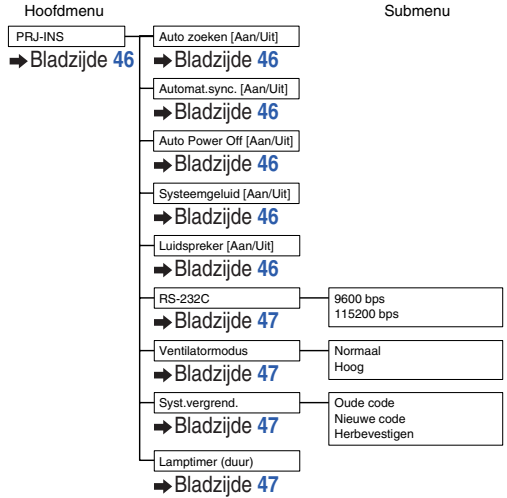 Hoofdmenu
Submenu
PRJ-INS
➡ Bladzijde 46
Auto zoeken [Aan/Uit]
➡ Bladzijde 46
Automat.sync. [Aan/Uit]
➡ Bladzijde 46
Auto Power Off [Aan/Uit]
➡ Bladzijde 46
Systeemgeluid [Aan/Uit]
➡ Bladzijde 46
Luidspreker [Aan/Uit]
➡ Bladzijde 46
RS-232C
➡ Bladzijde 47
9600 bps
115200 bps
Ventilatormodus
➡ Bladzijde 47
Normaal
Hoog
Syst.vergrend.
➡ Bladzijde 47
Oude code
Nieuwe code
Herbevestigen
Lamptimer (duur)
➡ Bladzijde 47